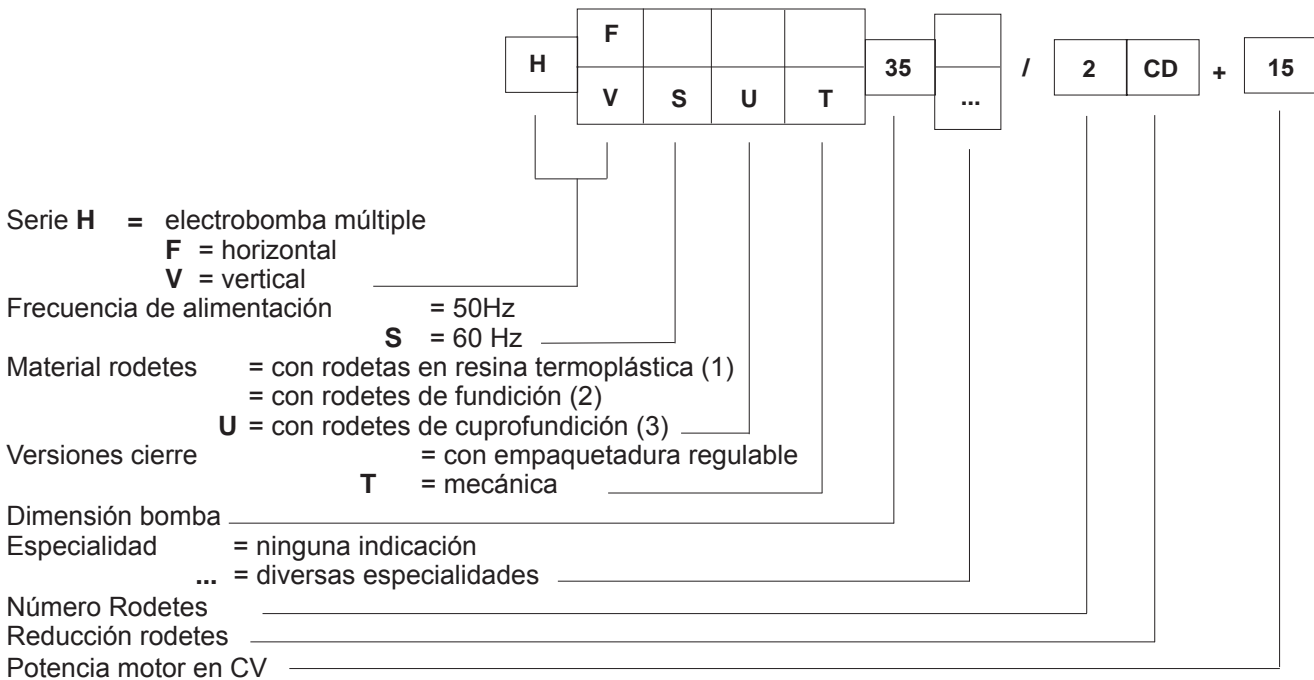 F
H 35 / 2 CD + 15
V S U T ...
Serie H = electrobomba múltiple
F = horizontal
V = vertical
Frecuencia de alimentación = 50Hz
S = 60 Hz
Material rodetes = con rodetas en resina termoplástica (1)
= con rodetes de fundición (2)
U = con rodetes de cuprofundición (3)
Versiones cierre = con empaquetadura regulable
T = mecánica
Dimensión bomba
Especialidad = ninguna indicación
... = diversas especialidades
Número Rodetes
Reducción rodetes
Potencia motor en CV